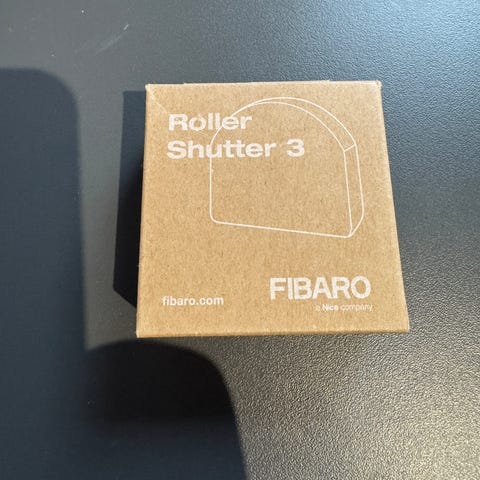 Roller
Shutter 3
fibaro.com
FIBARO
a Nice company